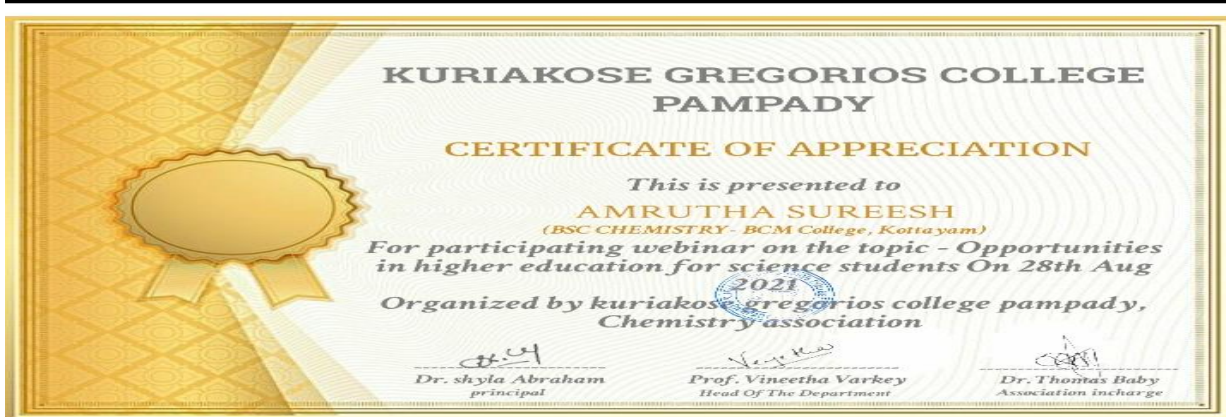 KURIAKOSE GREGORIOS COLLEGE
PAMPADY
CERTIFICATE OF APPRECIATION
This is presented to
AMRUTHA SUREESH
(BSC CHEMISTRY- BCM College, Kottayam)
For participating webinar on the topic - Opportunities
in higher education for science students On 28th Aug
2021
Organized by kuriakose gregorios college pampady,
Chemistry association
Dr. shyla Abraham
principal
Prof. Vineetha Varkey
Head Of The Department
Dr. Thomas Baby
Association incharge